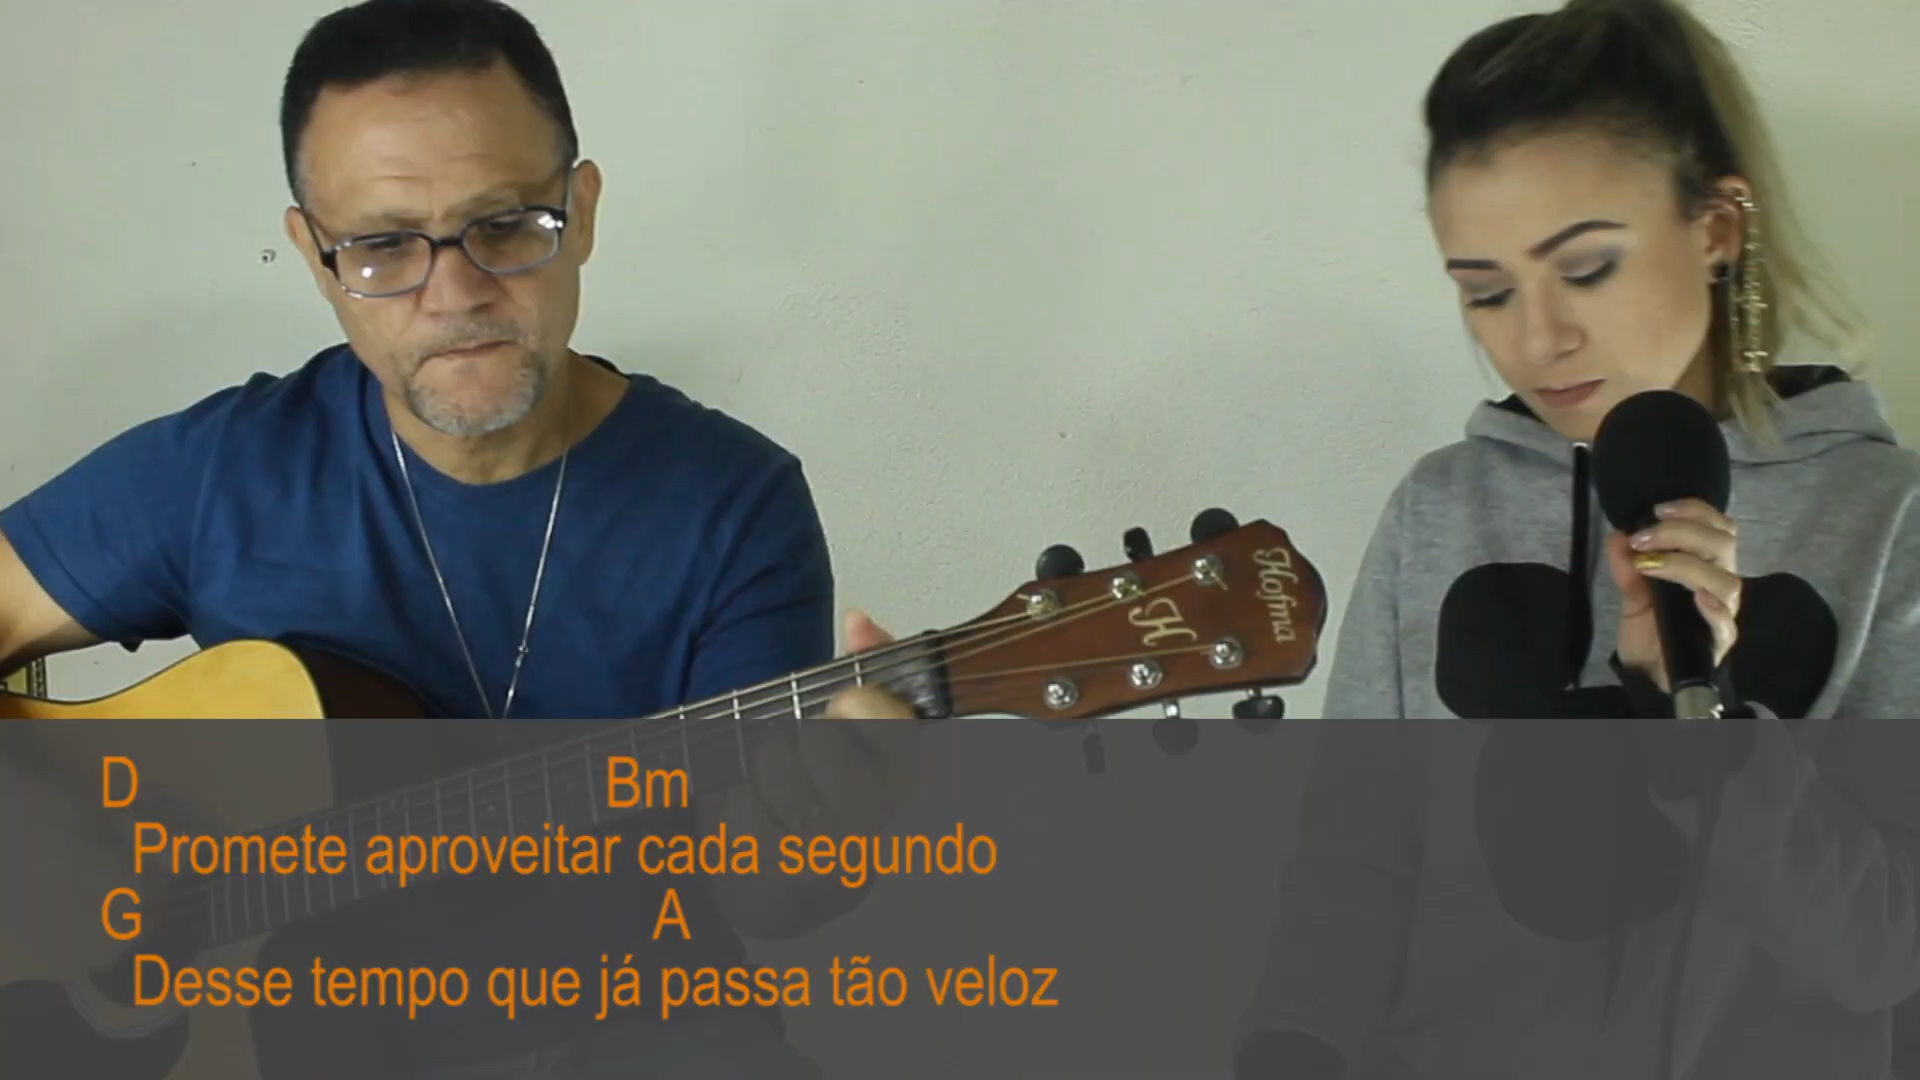 Hofma
H
D Bm
Promete aproveitar cada segundo
G A
Desse tempo que já passa tão veloz